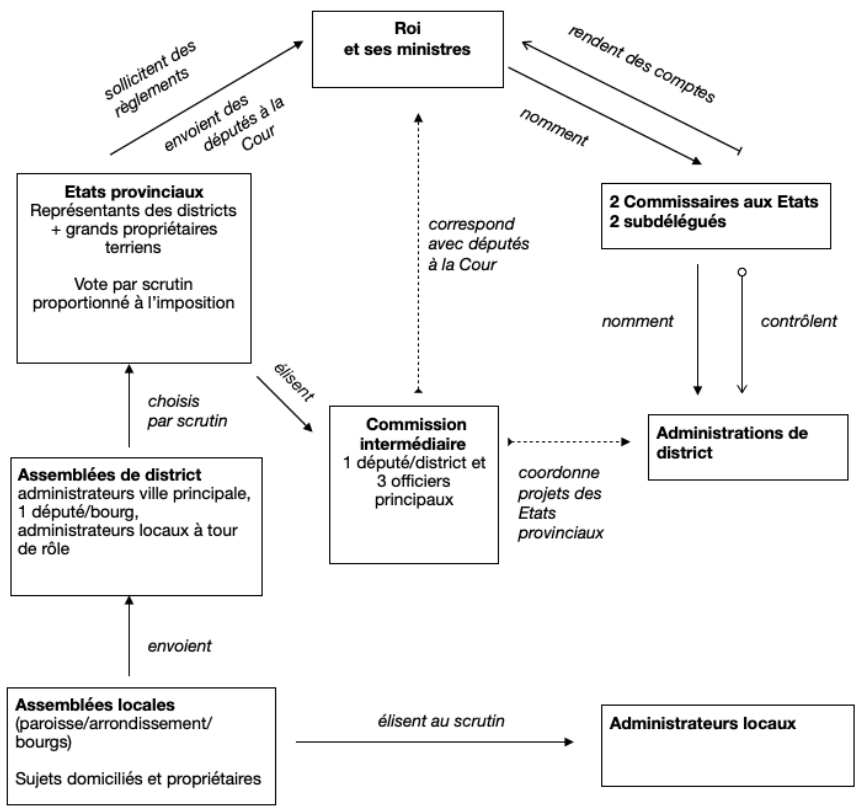 Roi
et ses ministres
sollicitent des
règlements
envoient des
députés à la
Cour
rendent des comptes
nomment
Etats provinciaux
Représentants des districts
+ grands propriétaires
terriens
Vote par scrutin
proportionné à l'imposition
2 Commissaires aux Etats
2 subdélégués
correspond
avec députés
à la Cour
nomment
contrôlent
élisent
choisis
par scrutin
Commission
intermédiaire
1 député/district et
3 officiers
principaux
Administrations de
district
coordonne
projets des
Etats
provinciaux
Assemblées de district
administrateurs ville principale,
1 député/bourg,
administrateurs locaux à tour
de rôle
envoient
Assemblées locales
(paroisse/arrondissement/
bourgs)
Sujets domiciliés et propriétaires
élisent au scrutin
Administrateurs locaux